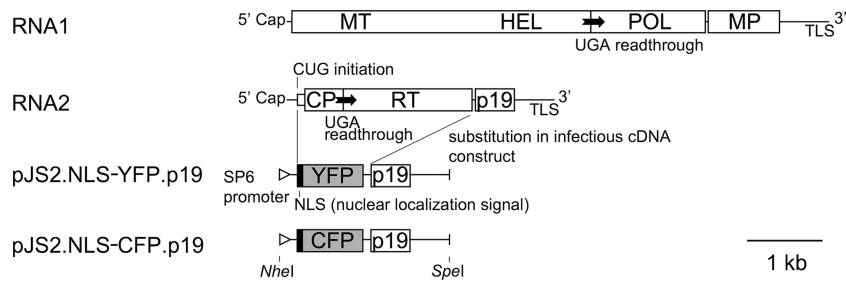 RNA1
5' Cap
MT
HEL
POL
MP
3'
TLS
UGA readthrough
CUG initiation
RNA2
5' Cap
CP
RT
p19
3'
TLS
UGA
readthrough
substitution in infectious cDNA
construct
pJS2.NLS-YFP.p19
SP6
promoter
YFP
p19
NLS (nuclear localization signal)
pJS2.NLS-CFP.p19
CFP
p19
NheI
SpeI
1 kb